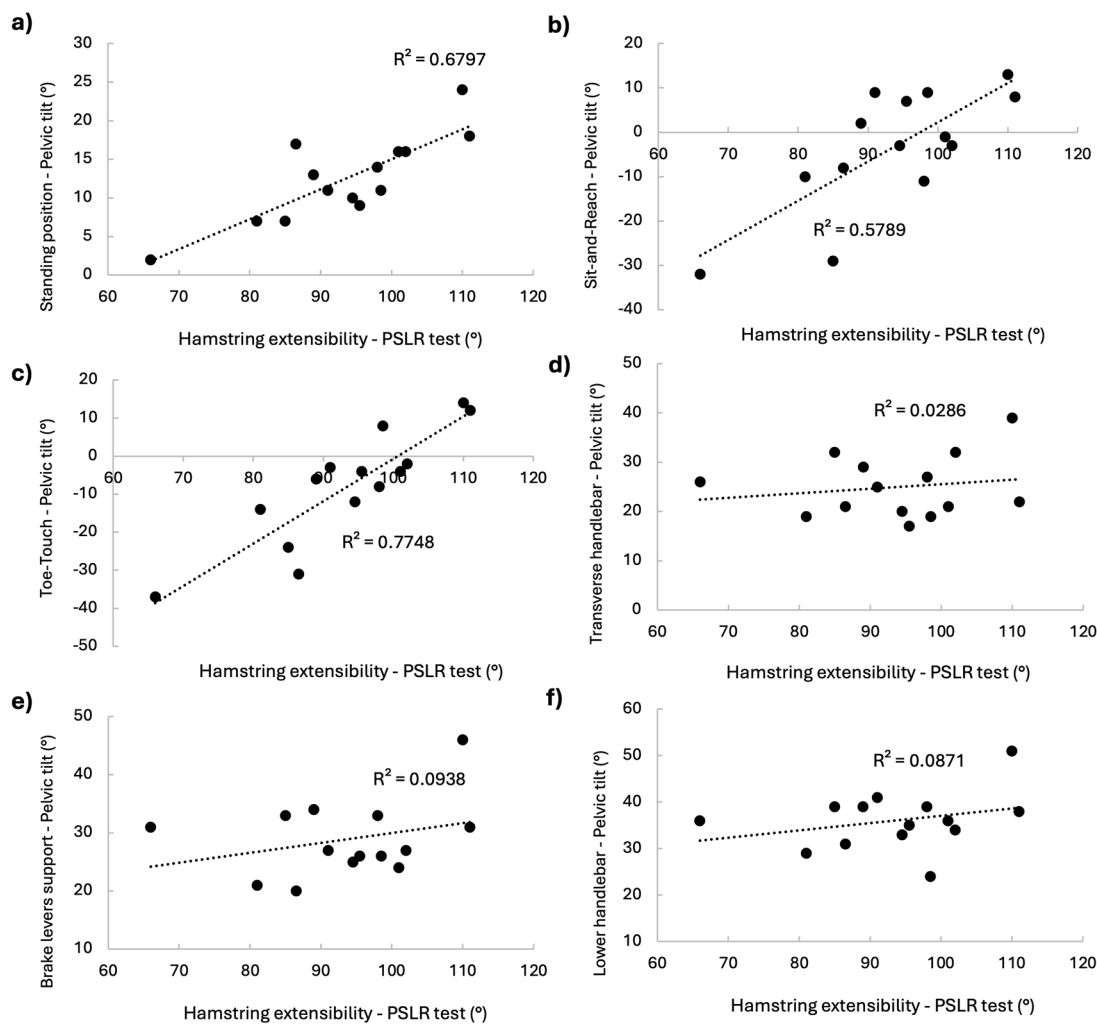 a)
R² = 0.6797
Standing position - Pelvic tilt (°)
30
25
20
15
10
5
0
60 70 80 90 100 110 120
Hamstring extensibility - PSLR test (°)
b)
Sit-and-Reach - Pelvic tilt (°)
20
10
0
-10
-20
-30
-40
60 70 80 90 100 110 120
R² = 0.5789
Hamstring extensibility - PSLR test (°)
c)
Toe-Touch - Pelvic tilt (°)
20
10
0
-10
-20
-30
-40
-50
60 70 80 90 100 110 120
R² = 0.7748
Hamstring extensibility - PSLR test (°)
d)
R² = 0.0286
Transverse handlebar - Pelvic tilt (°)
50
40
30
20
10
0
60 70 80 90 100 110 120
Hamstring extensibility - PSLR test (°)
e)
R² = 0.0938
Brake levers support - Pelvic tilt (°)
50
40
30
20
10
60 70 80 90 100 110 120
Hamstring extensibility - PSLR test (°)
f)
R² = 0.0871
Lower handlebar - Pelvic tilt (°)
60
50
40
30
20
10
60 70 80 90 100 110 120
Hamstring extensibility - PSLR test (°)